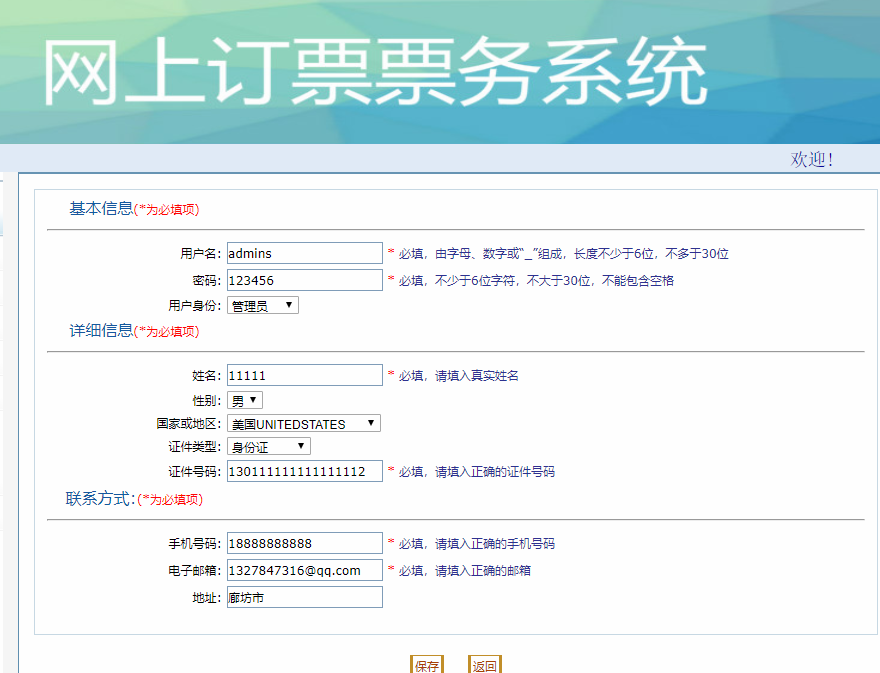 网上订票票务系统
欢迎！
基本信息(*为必填项)
用户名: admins * 必填，由字母、数字或“_”组成，长度不少于6位，不多于30位
密码: 123456 * 必填，不少于6位字符，不大于30位，不能包含空格
用户身份: 管理员
详细信息(*为必填项)
姓名: 11111 * 必填，请填入真实姓名
性别: 男
国家或地区: 美国UNITEDSTATES
证件类型: 身份证
证件号码: 130111111111111112 * 必填，请填入正确的证件号码
联系方式:(*为必填项)
手机号码: 18888888888 * 必填，请填入正确的手机号码
电子邮箱: 1327847316@qq.com * 必填，请填入正确的邮箱
地址: 廊坊市
保存 返回